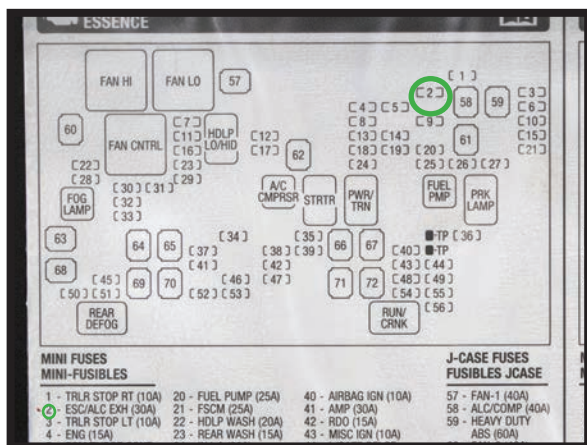 ESSENCE
FAN HI FAN LO 57
[1]
[2] 58 59 [3]
[4] [5] [6]
60 FAN CNTRL [7] HDLP LO/HID [8] [9] [10]
[11] [12] [13] [14] 61 [15]
[16] [17] 62 [18] [19] [20] [21]
[22] [23] [24] [25] [26] [27]
[28] [29]
FOG LAMP [30] [31] A/C CMPRSR STRTR PWR/TRN FUEL PMP PRK LAMP
[32]
[33]
63 64 65 [34] [35] 66 67 TP [36]
[37] [38] [39] [40] TP
68 [41] [42] [43] [44]
[45] 69 70 [46] [47] 71 72 [48] [49]
[50] [51] [52] [53] [54] [55]
REAR DEFOG RUN/CRNK [56]
MINI FUSES
MINI-FUSIBLES
J-CASE FUSES
FUSIBLES JCASE
1 - TRLR STOP RT (10A) 20 - FUEL PUMP (25A) 40 - AIRBAG IGN (10A) 57 - FAN-1 (40A)
2 - ESC/ALC EXH (30A) 21 - FSCM (25A) 41 - AMP (30A) 58 - ALC/COMP (40A)
3 - TRLR STOP LT (10A) 22 - HDLP WASH (20A) 42 - RDO (15A) 59 - HEAVY DUTY
4 - ENG (15A) 23 - REAR WASH (15A) 43 - MISC IGN (10A) ABS (60A)